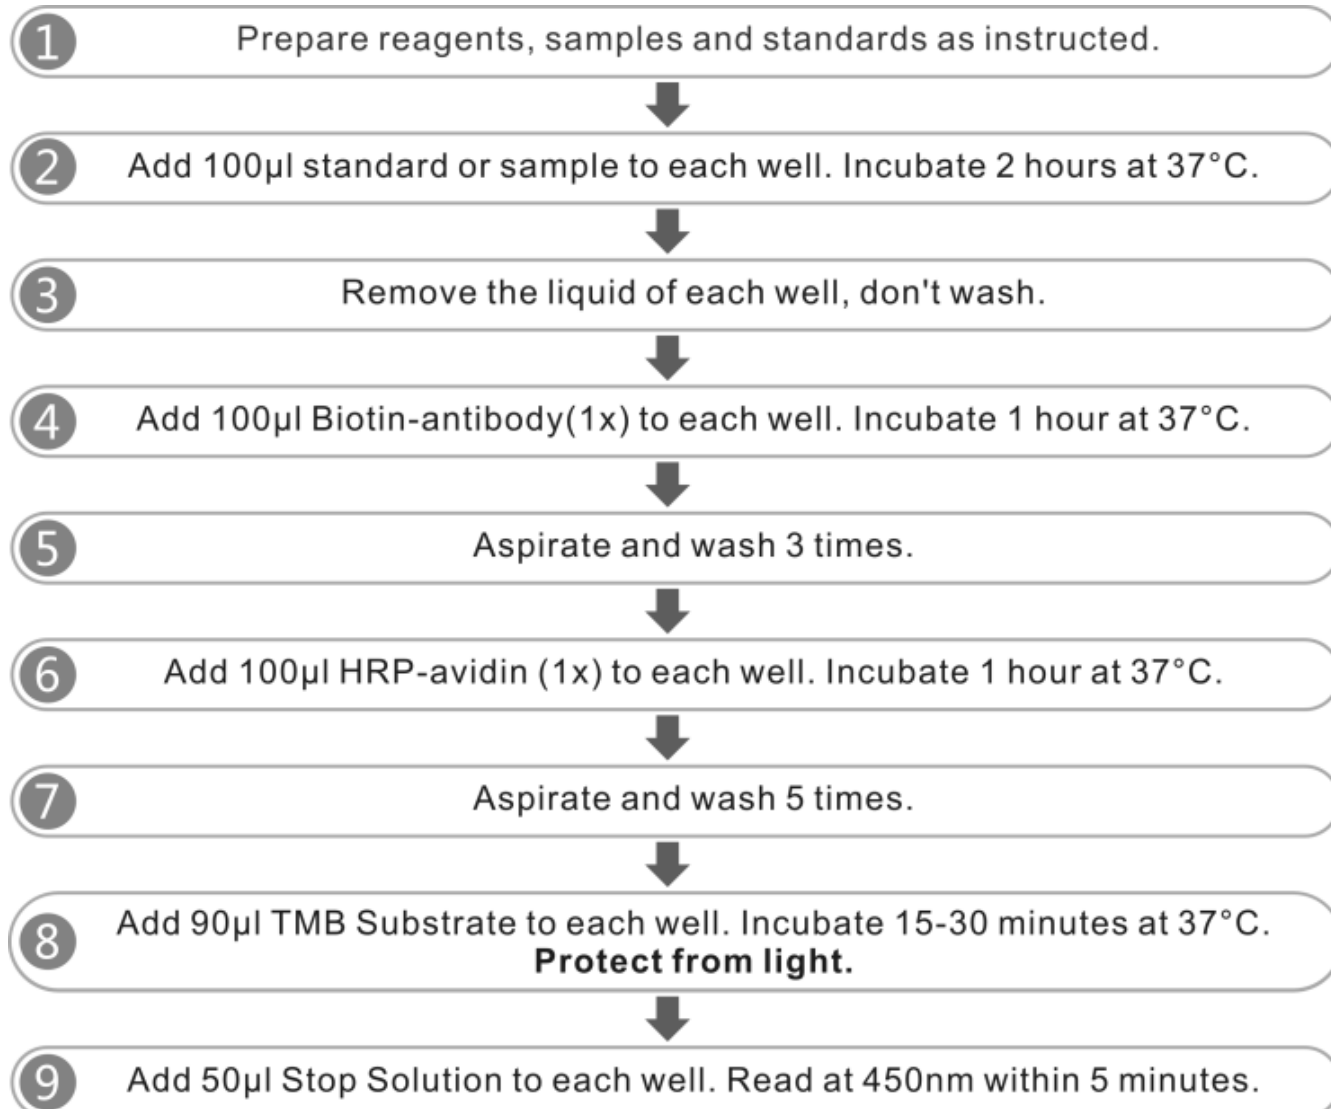 1 Prepare reagents, samples and standards as instructed.
2 Add 100µl standard or sample to each well. Incubate 2 hours at 37°C.
3 Remove the liquid of each well, don't wash.
4 Add 100µl Biotin-antibody(1x) to each well. Incubate 1 hour at 37°C.
5 Aspirate and wash 3 times.
6 Add 100µl HRP-avidin (1x) to each well. Incubate 1 hour at 37°C.
7 Aspirate and wash 5 times.
8 Add 90µl TMB Substrate to each well. Incubate 15-30 minutes at 37°C.
Protect from light.
9 Add 50µl Stop Solution to each well. Read at 450nm within 5 minutes.